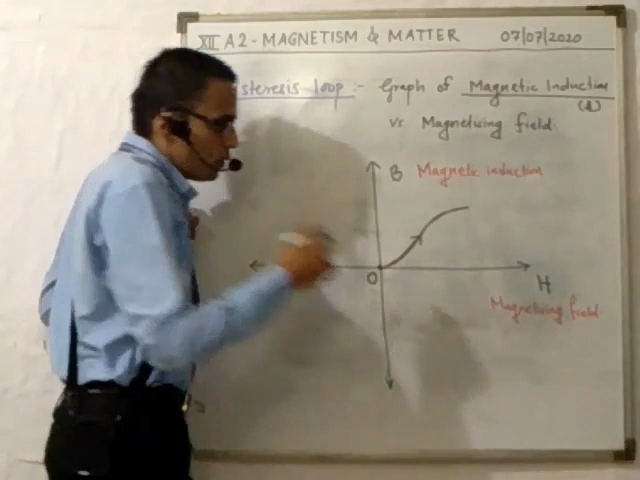 XII A2 - MAGNETISM & MATTER 07/07/2020
steresis loop :- Graph of Magnetic Induction
vs Magnetising field.
B Magnetic induction
O
H
Magnetising field